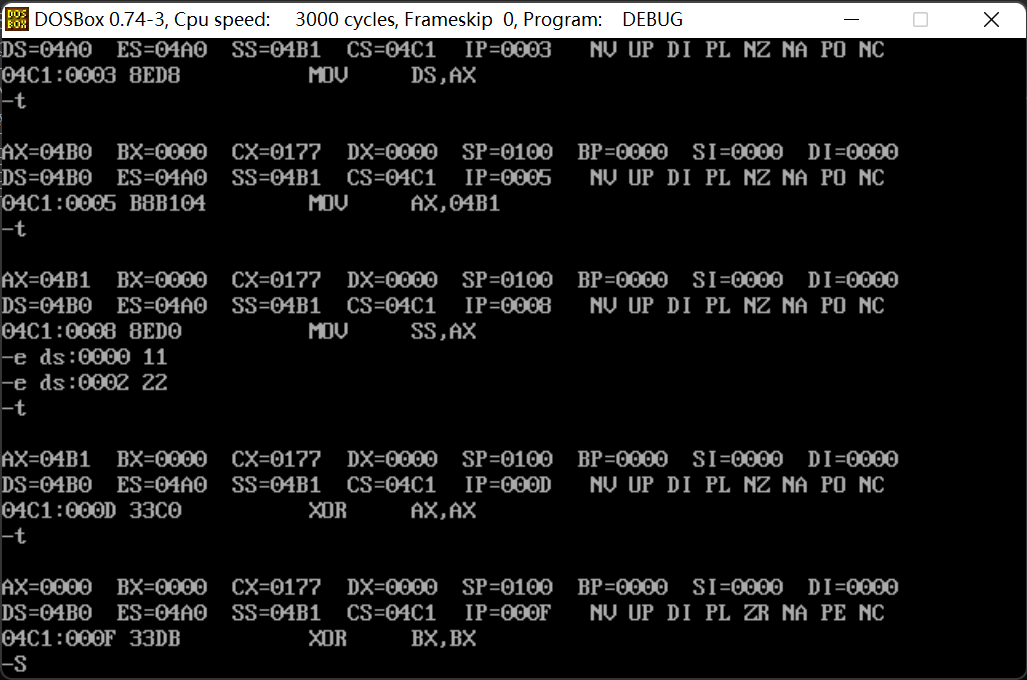 DOS BOX DOSBox 0.74-3, Cpu speed: 3000 cycles, Frameskip 0, Program: DEBUG
DS=04A0 ES=04A0 SS=04B1 CS=04C1 IP=0003 NV UP DI PL NZ NA PO NC
04C1:0003 8ED8 MOV DS,AX
-t
AX=04B0 BX=0000 CX=0177 DX=0000 SP=0100 BP=0000 SI=0000 DI=0000
DS=04B0 ES=04A0 SS=04B1 CS=04C1 IP=0005 NV UP DI PL NZ NA PO NC
04C1:0005 B8B104 MOV AX,04B1
-t
AX=04B1 BX=0000 CX=0177 DX=0000 SP=0100 BP=0000 SI=0000 DI=0000
DS=04B0 ES=04A0 SS=04B1 CS=04C1 IP=0008 NV UP DI PL NZ NA PO NC
04C1:0008 8ED0 MOV SS,AX
-e ds:0000 11
-e ds:0002 22
-t
AX=04B1 BX=0000 CX=0177 DX=0000 SP=0100 BP=0000 SI=0000 DI=0000
DS=04B0 ES=04A0 SS=04B1 CS=04C1 IP=000D NV UP DI PL NZ NA PO NC
04C1:000D 33C0 XOR AX,AX
-t
AX=0000 BX=0000 CX=0177 DX=0000 SP=0100 BP=0000 SI=0000 DI=0000
DS=04B0 ES=04A0 SS=04B1 CS=04C1 IP=000F NV UP DI PL ZR NA PE NC
04C1:000F 33DB XOR BX,BX
-S